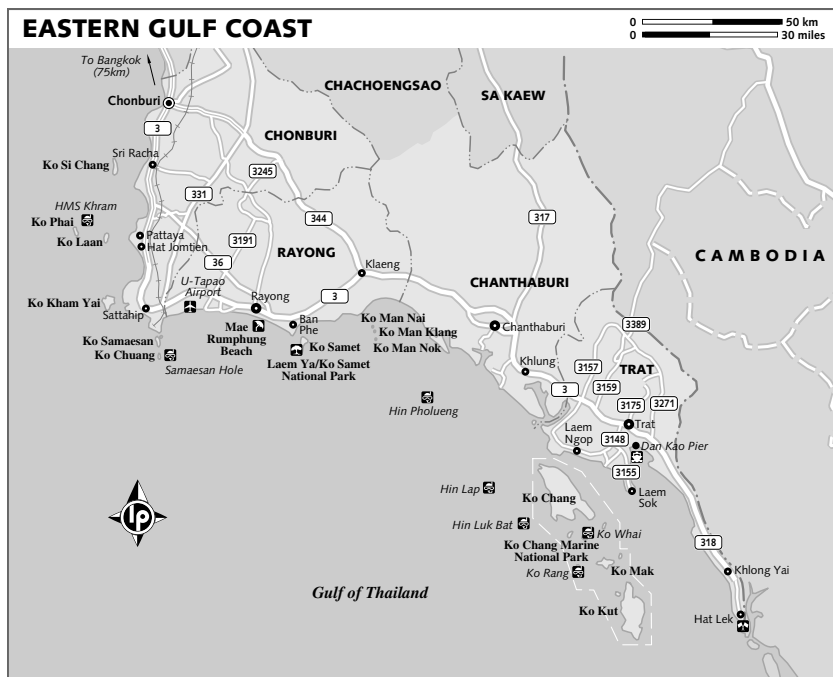 EASTERN GULF COAST
0 50 km
0 30 miles
To Bangkok
(75km)
CHACHOENGSAO
SA KAEW
Chonburi
3
CHONBURI
Sri Racha
Ko Si Chang
3245
331
HMS Khram
Ko Phai
344
317
Pattaya
Ko Laan
Hat Jomtien
3191
RAYONG
CAMBODIA
36
Klaeng
U-Tapao
Airport
CHANTHABURI
Ko Kham Yai
Sattahip
Rayong
3
Ban
Phe
Ko Man Nai
Ko Man Klang
Ko Man Nok
Chanthaburi
3389
Ko Samaesan
Ko Chuang
Samaesan Hole
Mae
Rumphung
Beach
Ko Samet
Laem Ya/Ko Samet
National Park
Khlung
3157
TRAT
3159
3
3175
3271
Hin Pholueng
Trat
Laem
Ngop
3148
Dan Kao Pier
3155
Laem
Sok
Hin Lap
Ko Chang
Hin Luk Bat
Ko Whai
Ko Chang Marine
National Park
318
Ko Rang
Ko Mak
Khlong Yai
lp
Gulf of Thailand
Ko Kut
Hat Lek